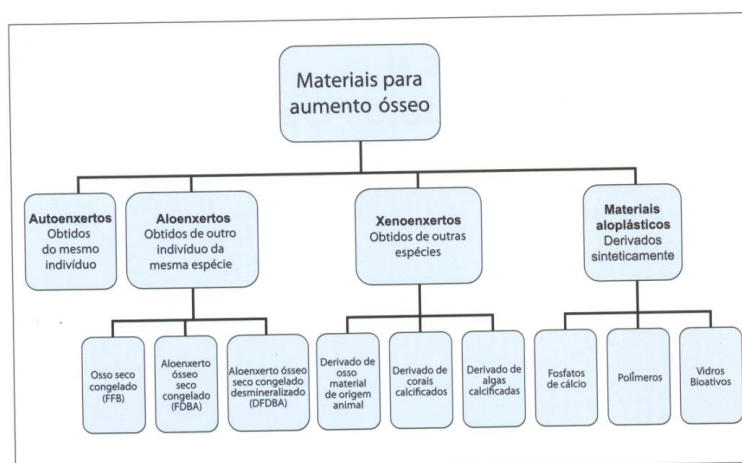 Materiais para
aumento ósseo
Autoenxertos
Obtidos
do mesmo
indivíduo
Aloenxertos
Obtidos de outro
indivíduo da
mesma espécie
Xenoenxertos
Obtidos de outras
espécies
Materiais
aloplásticos
Derivados
sinteticamente
Osso seco
congelado
(FFB)
Aloenxerto
ósseo
seco
congelado
(FDBA)
Aloenxerto ósseo
seco congelado
desmineralizado
(DFDBA)
Derivado de
osso
material
de origem
animal
Derivado de
corais
calcificados
Derivado de
algas
calcificadas
Fosfatos
de cálcio
Polímeros
Vidros
Bioativos